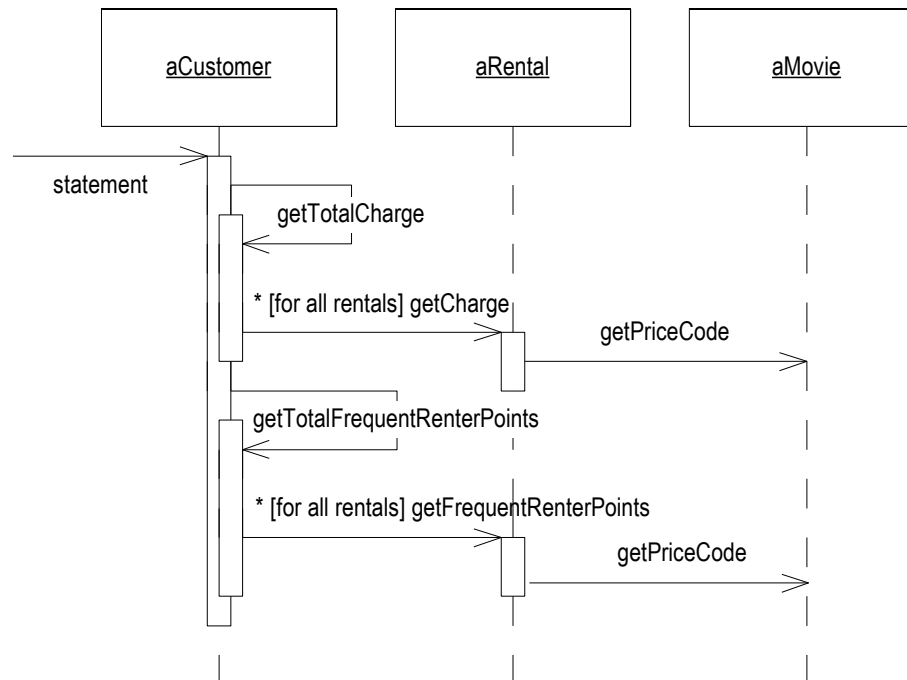 aCustomer
aRental
aMovie
statement
getTotalCharge
* [for all rentals] getCharge
getPriceCode
getTotalFrequentRenterPoints
* [for all rentals] getFrequentRenterPoints
getPriceCode